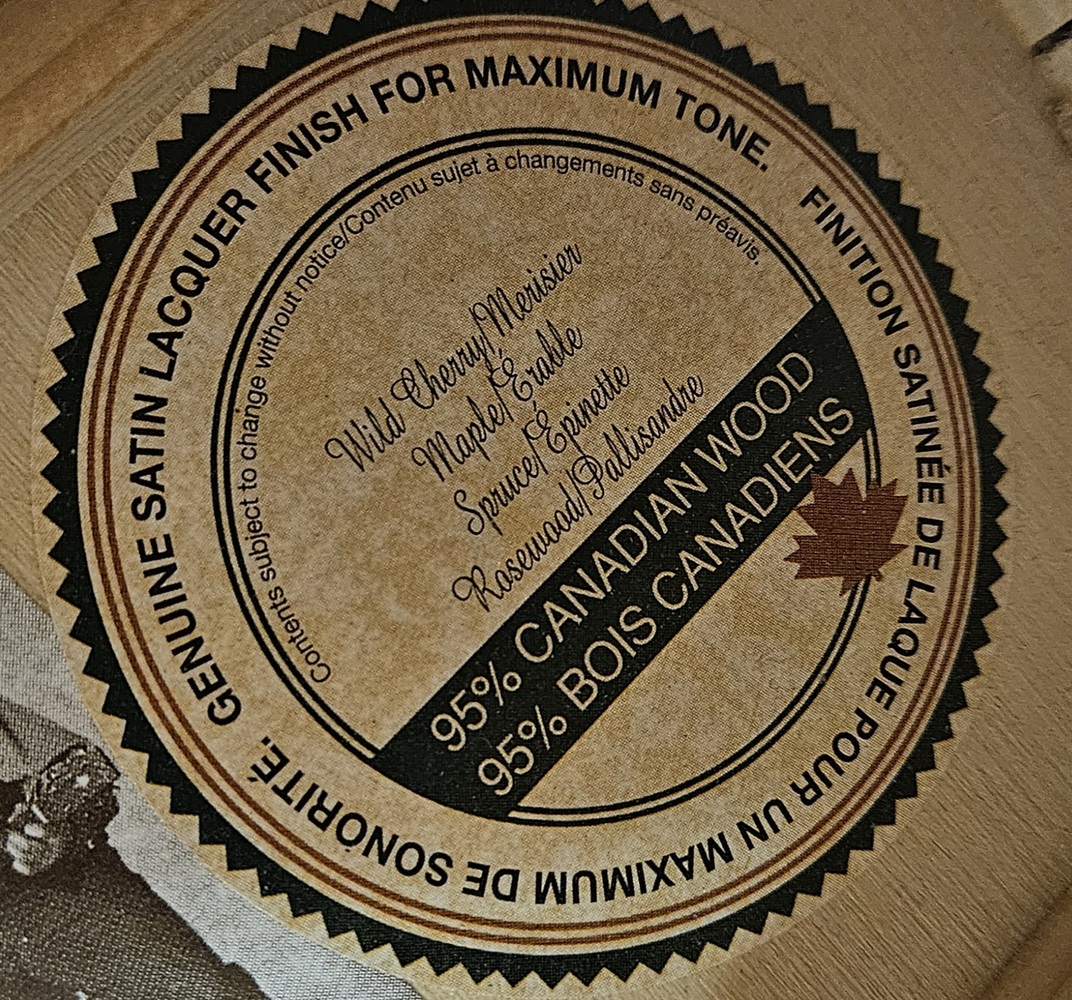 GENUINE SATIN LACQUER FINISH FOR MAXIMUM TONE.
FINITION SATINÉE DE LAQUE POUR UN MAXIMUM DE SONORITÉ.
Contents subject to change without notice/Contenu sujet à changements sans préavis.
Wild Cherry/Merisier
Maple/Érable
Spruce/Épinette
Rosewood/Pallisandre
95% CANADIAN WOOD
95% BOIS CANADIENS